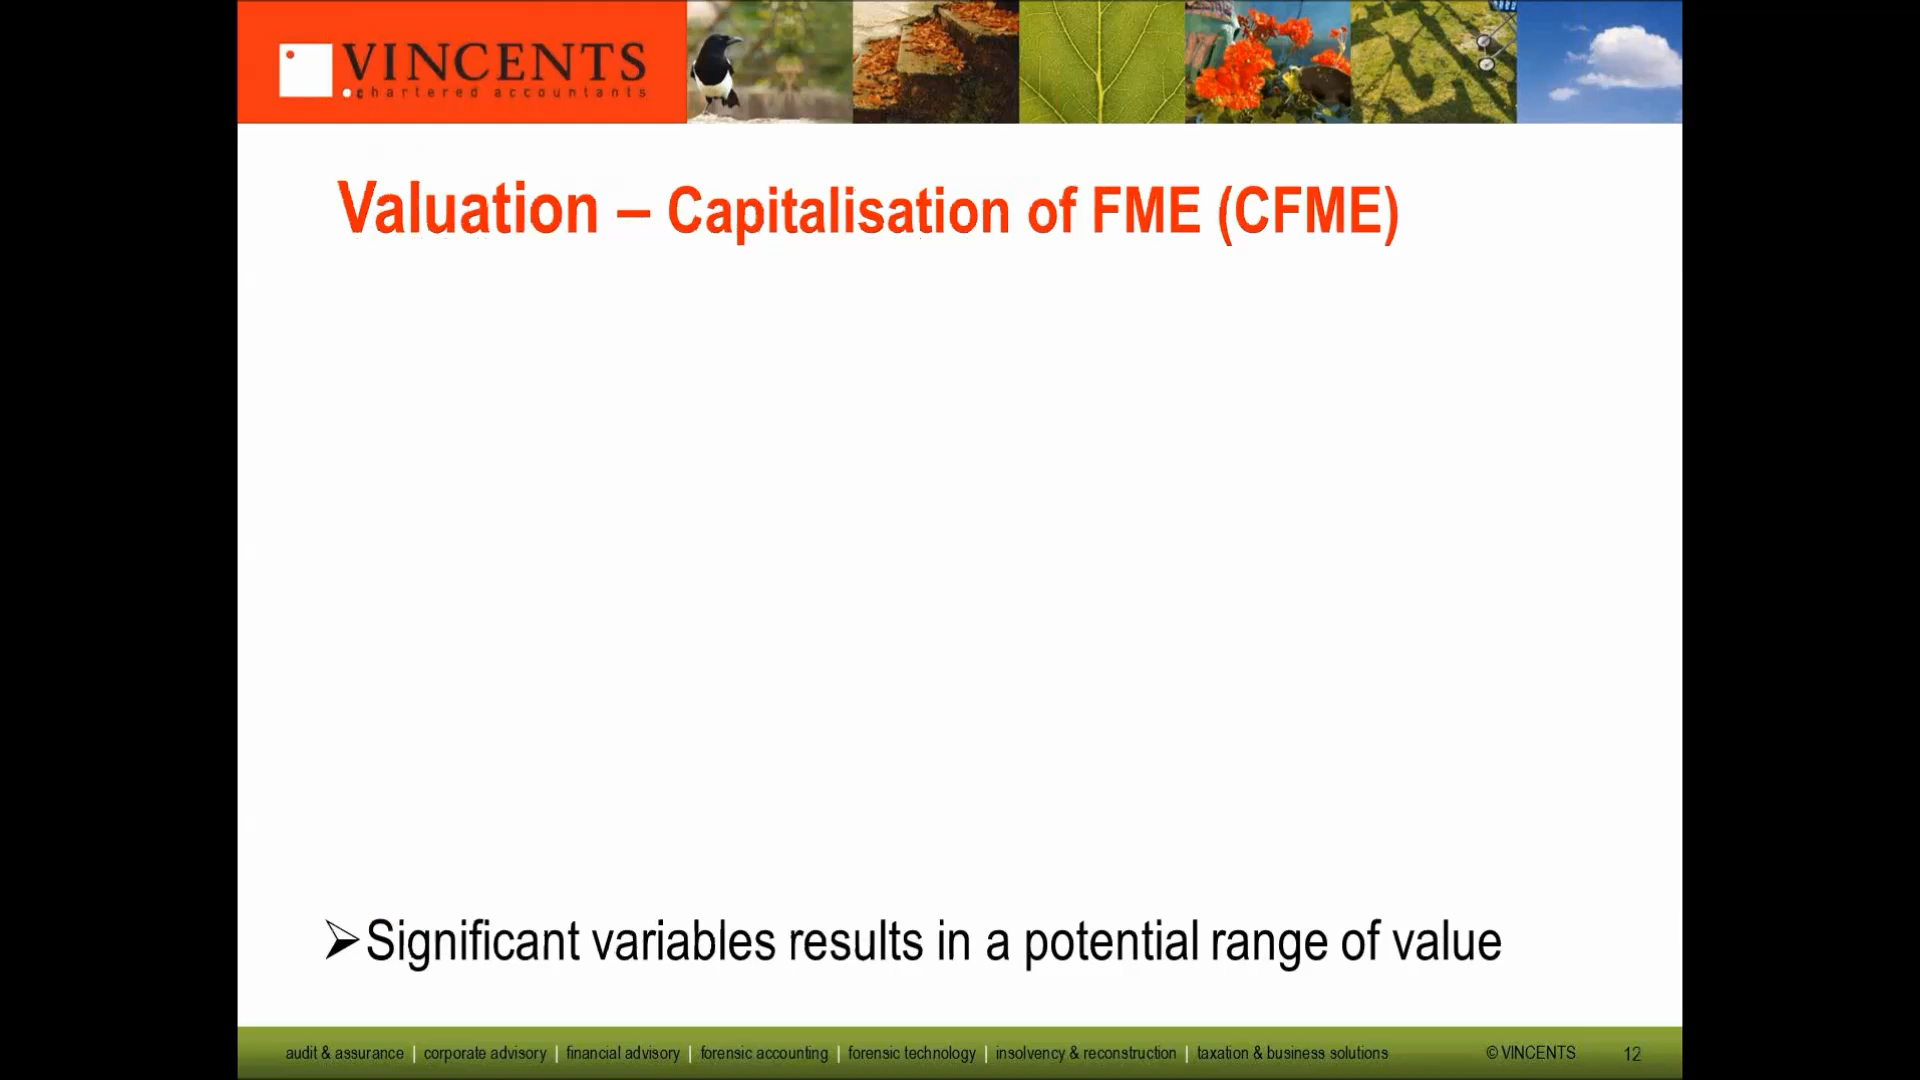 VINCENTS
chartered accountants
Valuation – Capitalisation of FME (CFME)
➢Significant variables results in a potential range of value
audit & assurance | corporate advisory | financial advisory | forensic accounting | forensic technology | insolvency & reconstruction | taxation & business solutions © VINCENTS 12